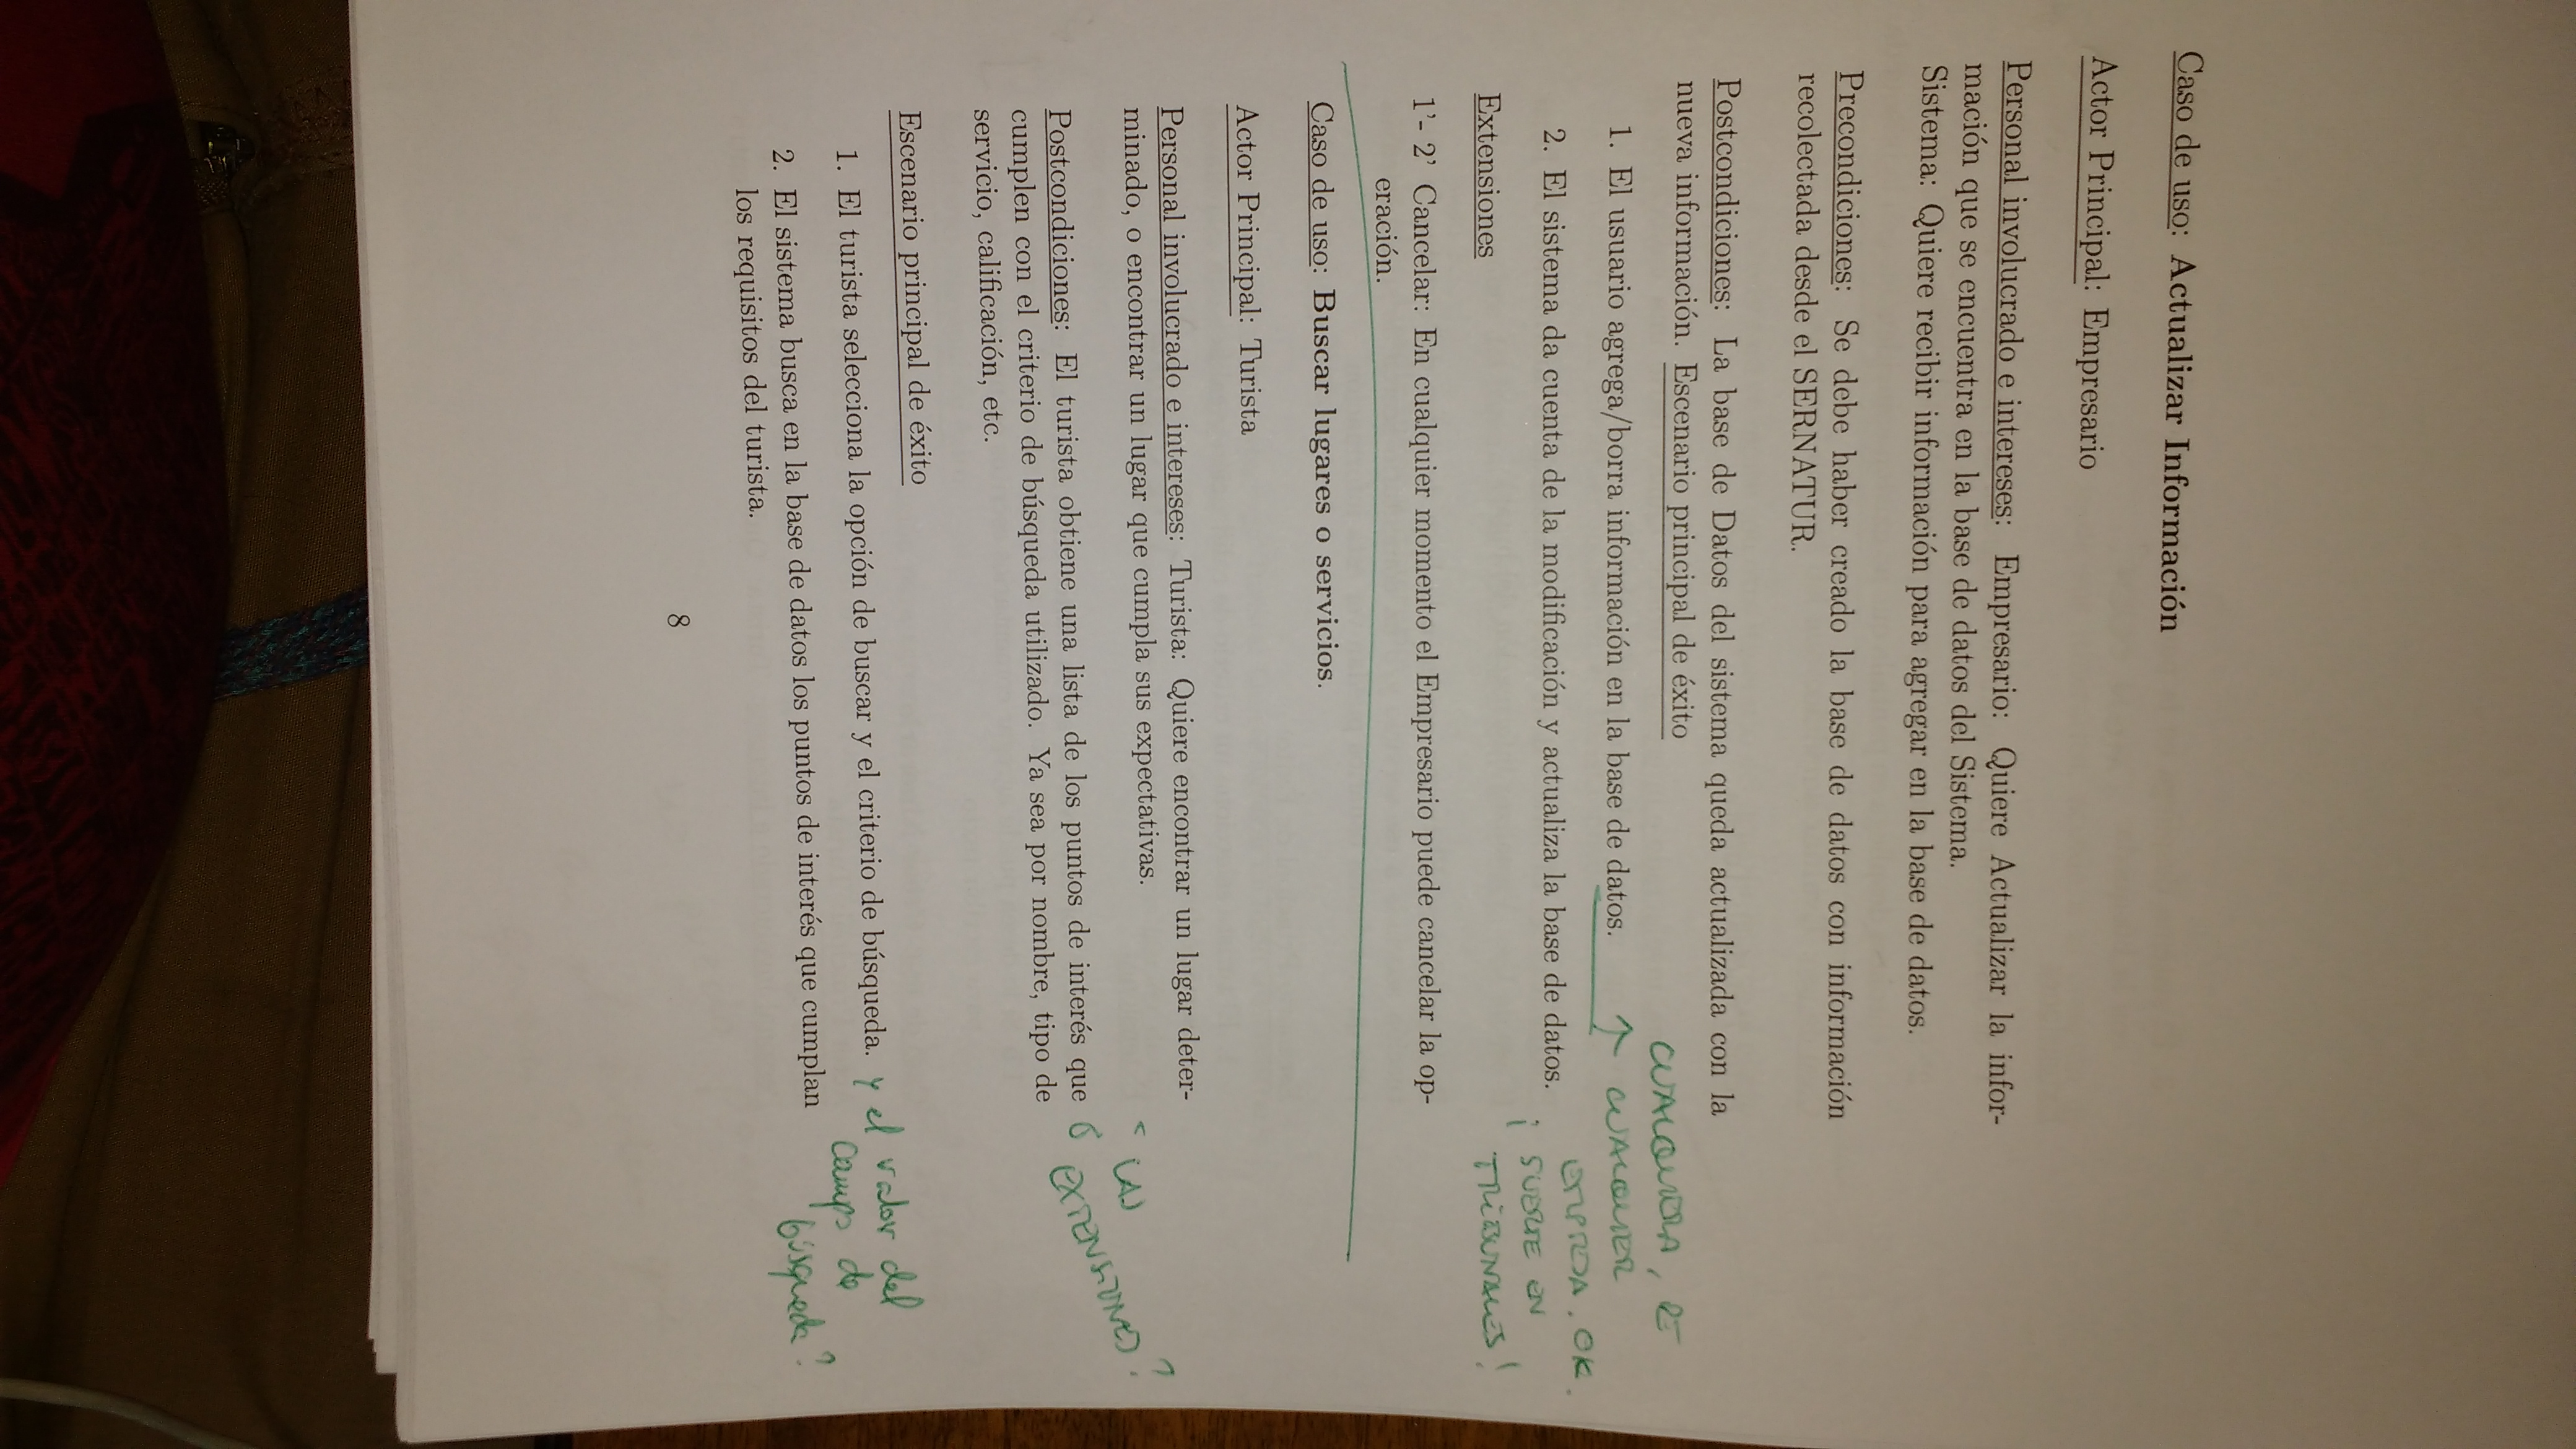 Caso de uso: Actualizar Información
Actor Principal: Empresario
Personal involucrado e intereses: Empresario: Quiere Actualizar la infor-
mación que se encuentra en la base de datos del Sistema.
Sistema: Quiere recibir información para agregar en la base de datos.
Precondiciones: Se debe haber creado la base de datos con información
recolectada desde el SERNATUR.
Postcondiciones: La base de Datos del sistema queda actualizada con la
nueva información. Escenario principal de éxito
1. El usuario agrega/borra información en la base de datos.
CUALQUIERA, DE
↑ CUALQUIER
EMPRESA. OK.
2. El sistema da cuenta de la modificación y actualiza la base de datos.
¡ SUERTE EN
TRIBUNALES!
Extensiones
1'- 2' Cancelar: En cualquier momento el Empresario puede cancelar la op-
eración.
Caso de uso: Buscar lugares o servicios.
Actor Principal: Turista
Personal involucrado e intereses: Turista: Quiere encontrar un lugar deter-
minado, o encontrar un lugar que cumpla sus expectativas.
Postcondiciones: El turista obtiene una lista de los puntos de interés que
cumplen con el criterio de búsqueda utilizado. Ya sea por nombre, tipo de
servicio, calificación, etc.
EXTENSIONES?
Escenario principal de éxito
1. El turista selecciona la opción de buscar y el criterio de búsqueda. y el valor del
campo de
búsqueda?
2. El sistema busca en la base de datos los puntos de interés que cumplan
los requisitos del turista.
8